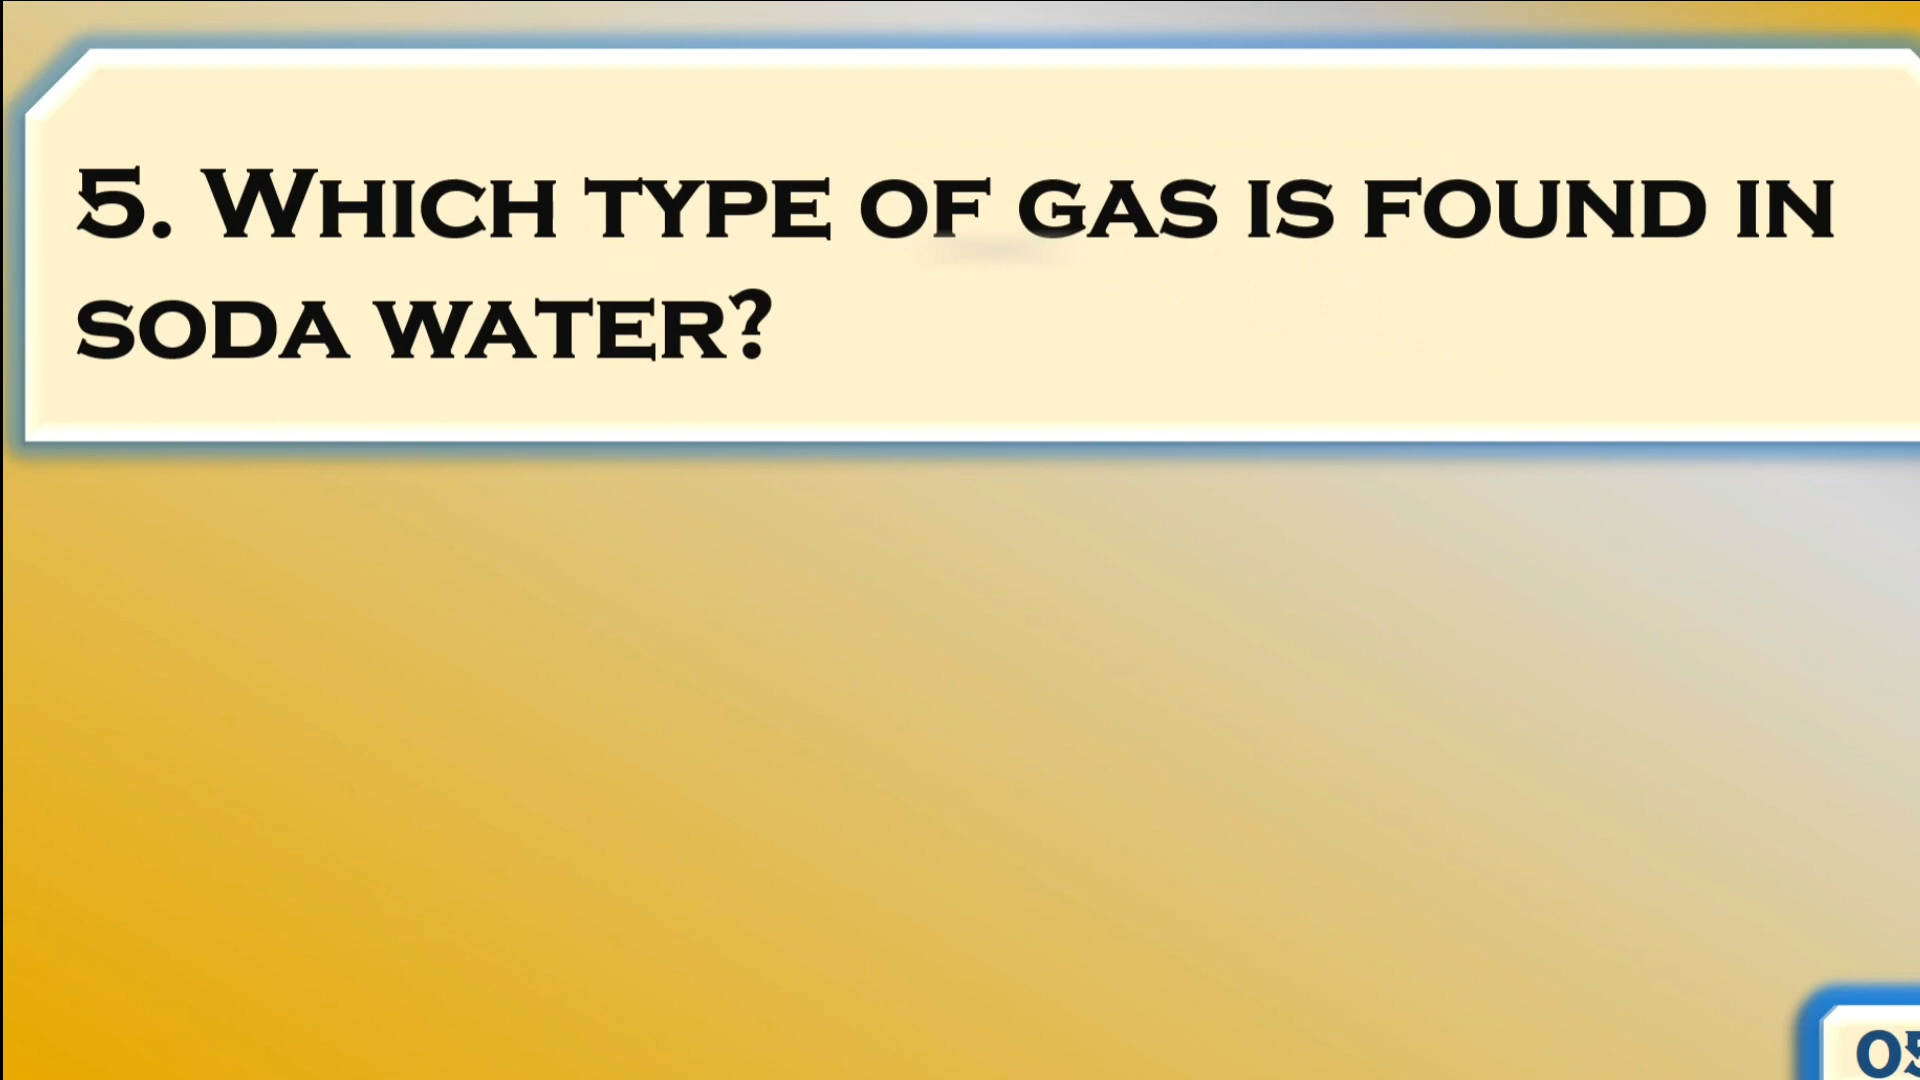 5. Which type of gas is found in
soda water?